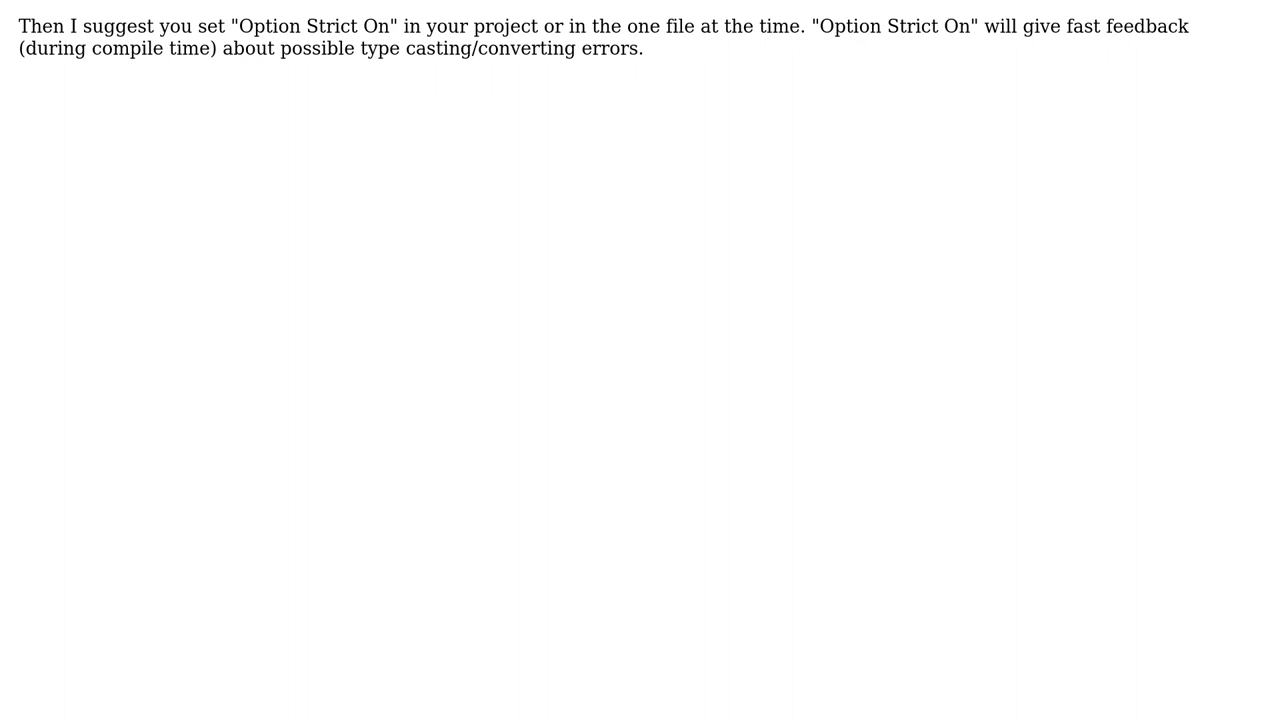 Then I suggest you set "Option Strict On" in your project or in the one file at the time. "Option Strict On" will give fast feedback
(during compile time) about possible type casting/converting errors.